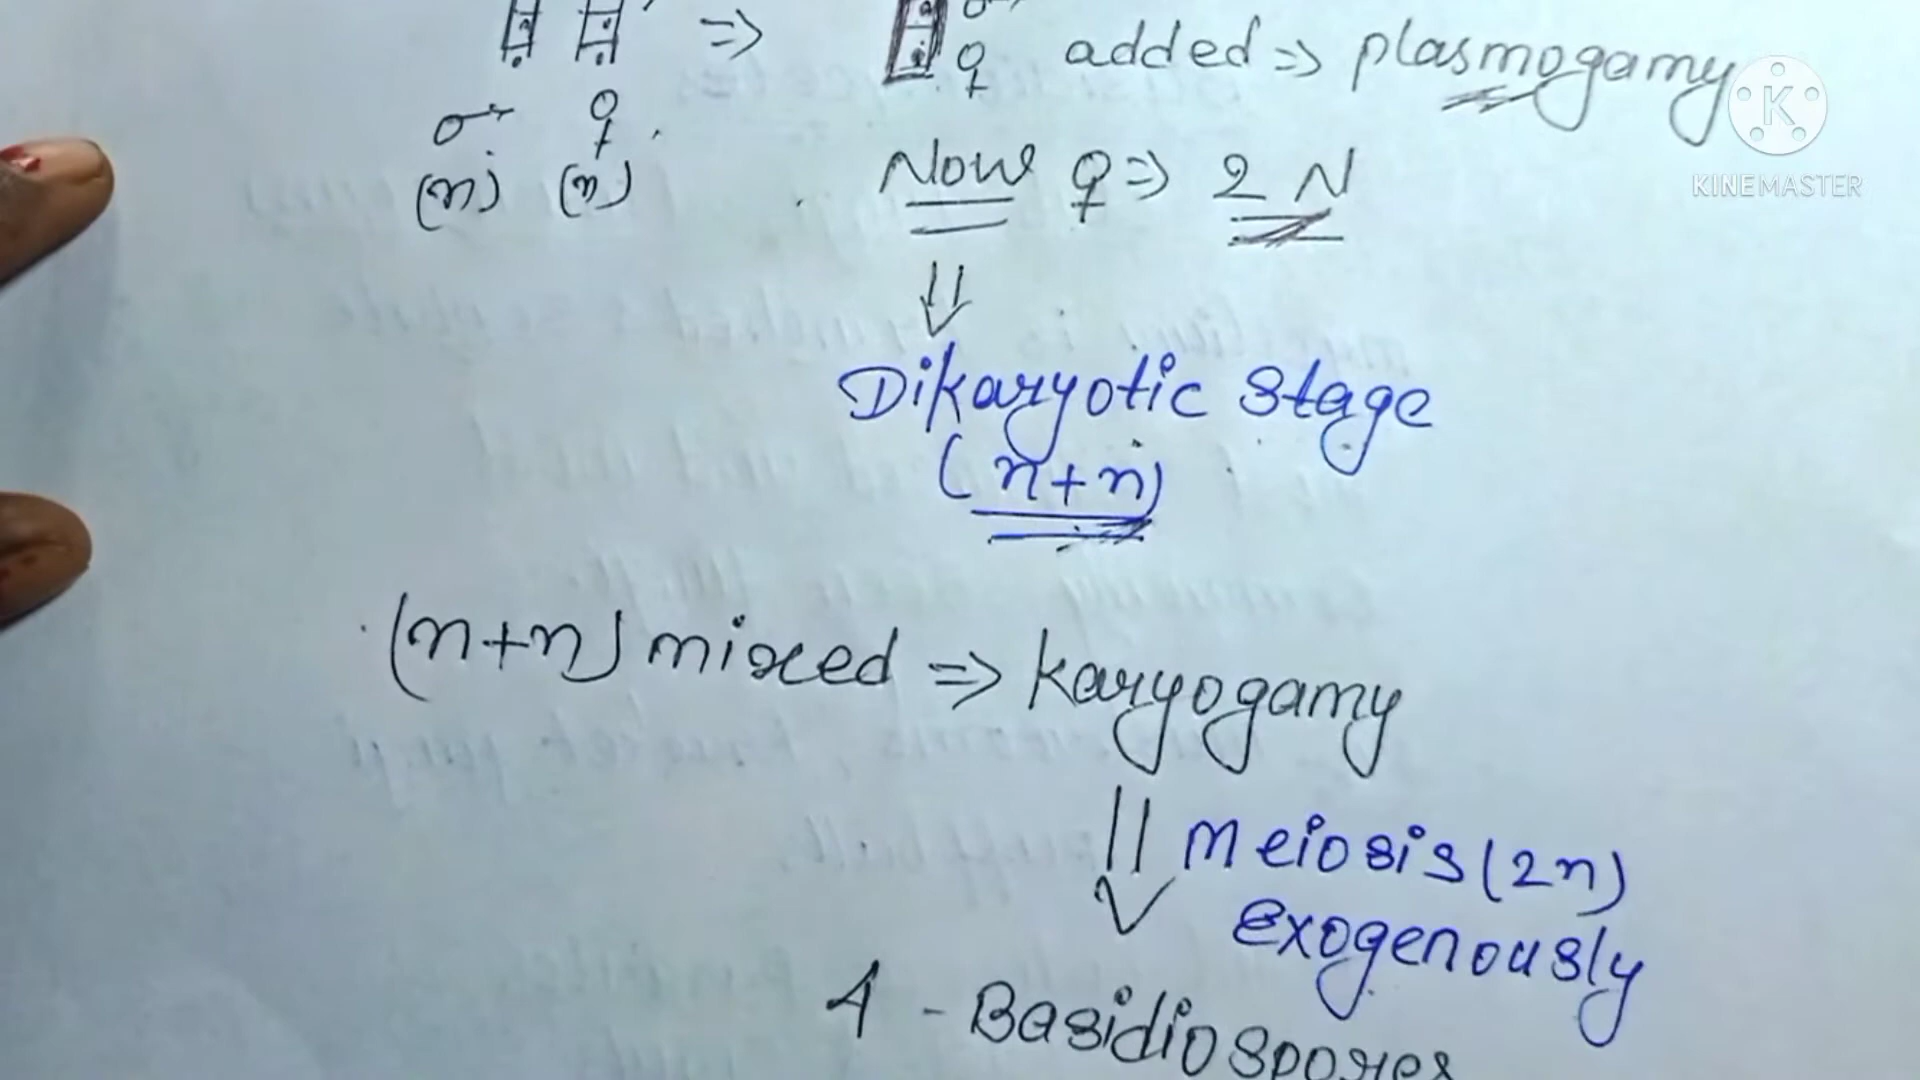 added => plasmogamy
K
KINEMASTER
(n) (n)
Now ♀ => 2 N
Dikaryotic stage
(n+n)
(n+n) mixed => karyogamy
Meiosis (2n)
exogenously
4 - Basidiospores